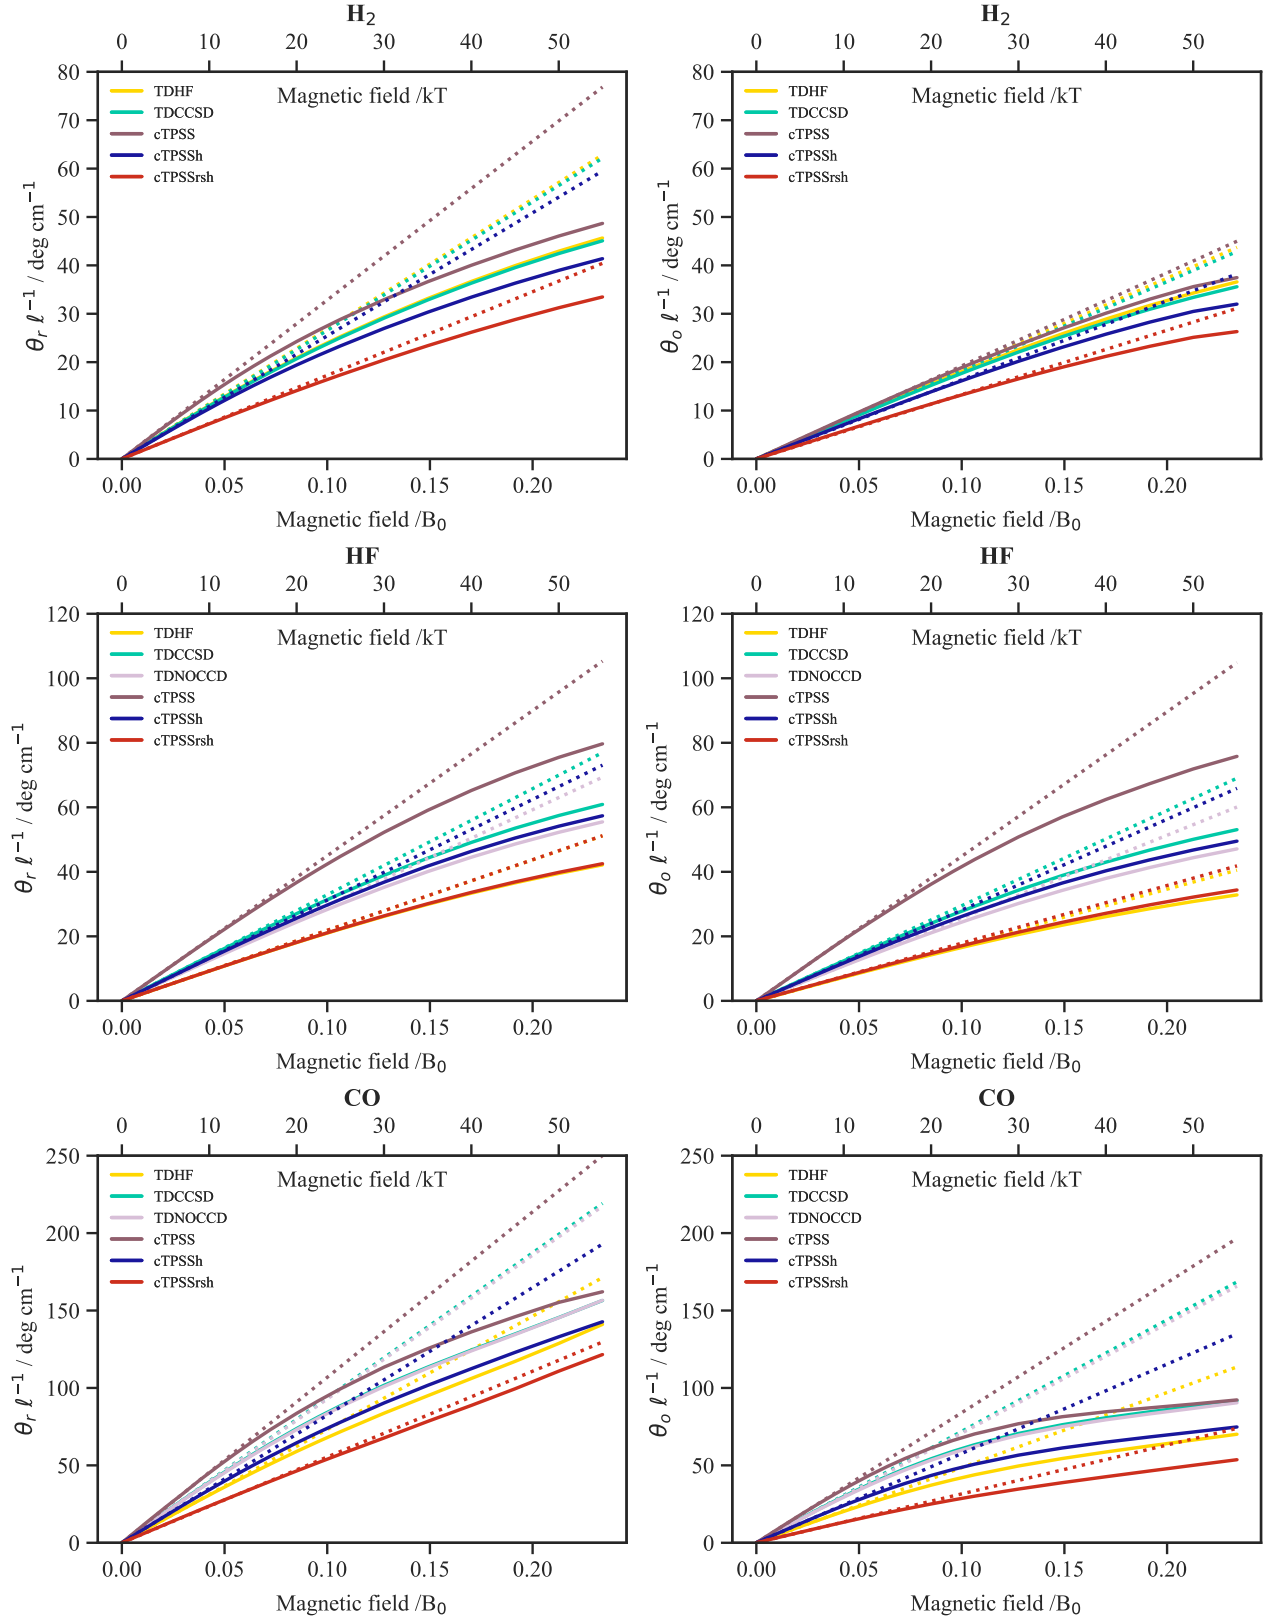 H₂
0 10 20 30 40 50
Magnetic field /kT
80
70
60
50
40
30
20
10
0
θr ℓ⁻¹ / deg cm⁻¹
TDHF
TDCCSD
cTPSS
cTPSSh
cTPSSrsh
0.00 0.05 0.10 0.15 0.20
Magnetic field /B₀
H₂
0 10 20 30 40 50
Magnetic field /kT
80
70
60
50
40
30
20
10
0
θo ℓ⁻¹ / deg cm⁻¹
TDHF
TDCCSD
cTPSS
cTPSSh
cTPSSrsh
0.00 0.05 0.10 0.15 0.20
Magnetic field /B₀
HF
0 10 20 30 40 50
Magnetic field /kT
120
100
80
60
40
20
0
θr ℓ⁻¹ / deg cm⁻¹
TDHF
TDCCSD
TDNOCCD
cTPSS
cTPSSh
cTPSSrsh
0.00 0.05 0.10 0.15 0.20
Magnetic field /B₀
HF
0 10 20 30 40 50
Magnetic field /kT
120
100
80
60
40
20
0
θo ℓ⁻¹ / deg cm⁻¹
TDHF
TDCCSD
TDNOCCD
cTPSS
cTPSSh
cTPSSrsh
0.00 0.05 0.10 0.15 0.20
Magnetic field /B₀
CO
0 10 20 30 40 50
Magnetic field /kT
250
200
150
100
50
0
θr ℓ⁻¹ / deg cm⁻¹
TDHF
TDCCSD
TDNOCCD
cTPSS
cTPSSh
cTPSSrsh
0.00 0.05 0.10 0.15 0.20
Magnetic field /B₀
CO
0 10 20 30 40 50
Magnetic field /kT
250
200
150
100
50
0
θo ℓ⁻¹ / deg cm⁻¹
TDHF
TDCCSD
TDNOCCD
cTPSS
cTPSSh
cTPSSrsh
0.00 0.05 0.10 0.15 0.20
Magnetic field /B₀